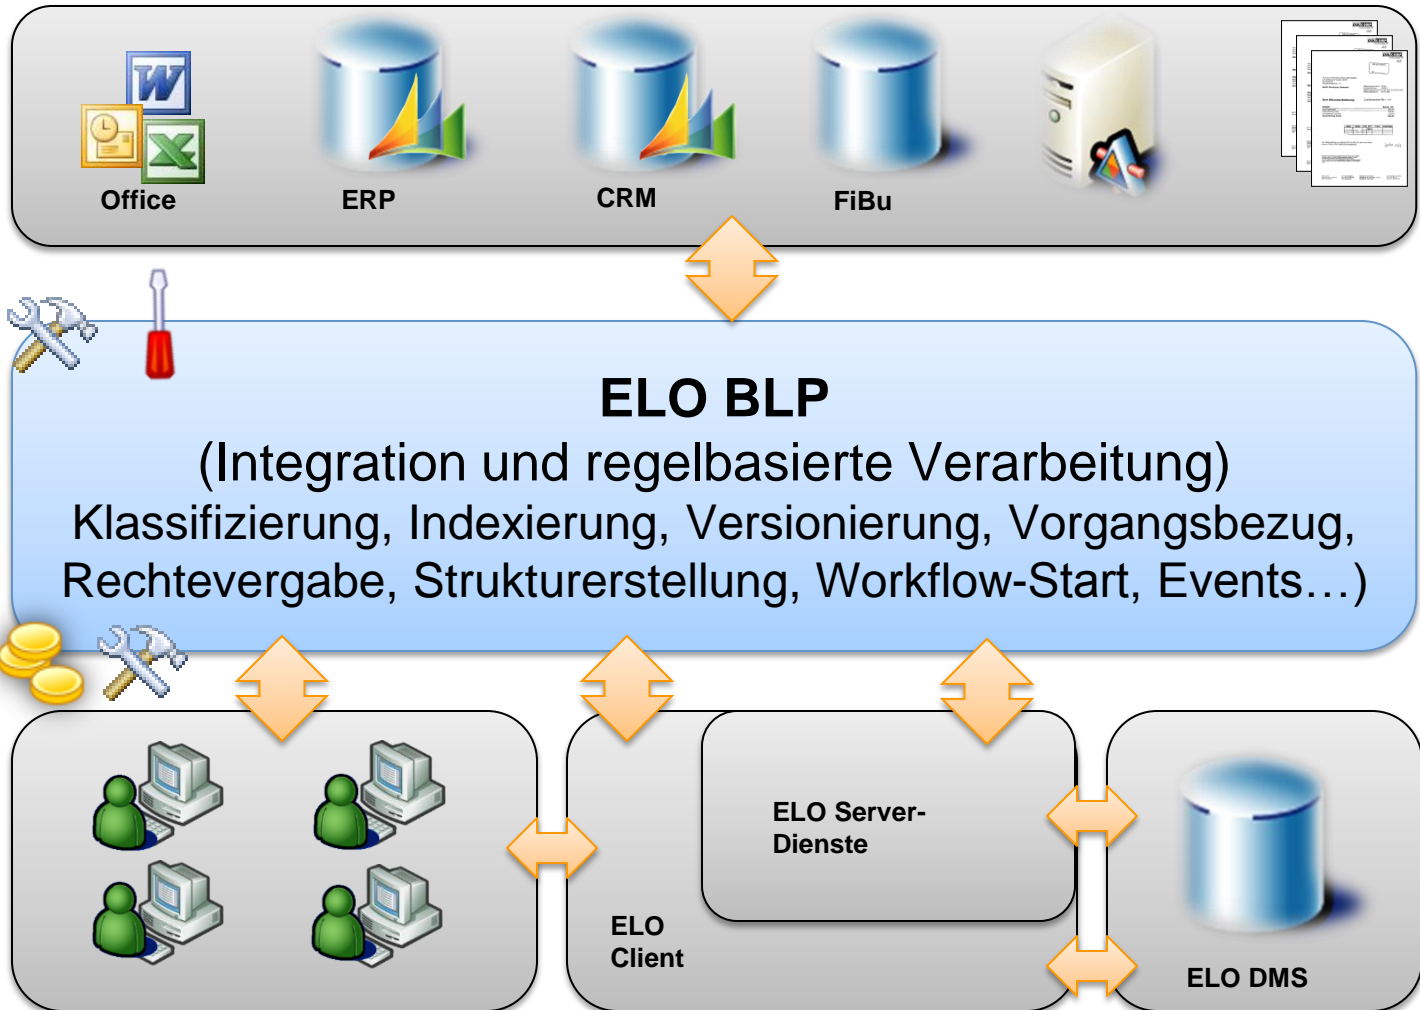 Office
ERP
CRM
FiBu
ELO BLP
(Integration und regelbasierte Verarbeitung)
Klassifizierung, Indexierung, Versionierung, Vorgangsbezug,
Rechtevergabe, Strukturerstellung, Workflow-Start, Events…)
ELO Server-
Dienste
ELO
Client
ELO DMS